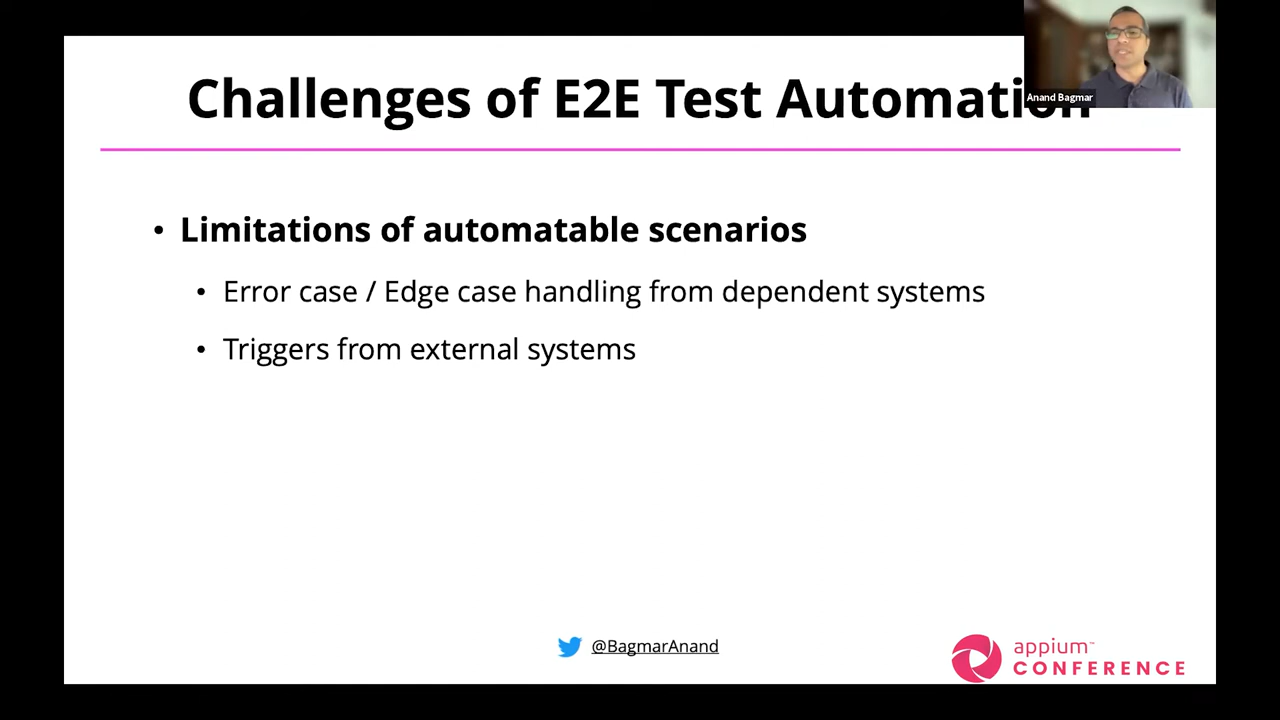 Challenges of E2E Test Automation
Anand Bagmar
• Limitations of automatable scenarios
• Error case / Edge case handling from dependent systems
• Triggers from external systems
@BagmarAnand
appium™
CONFERENCE